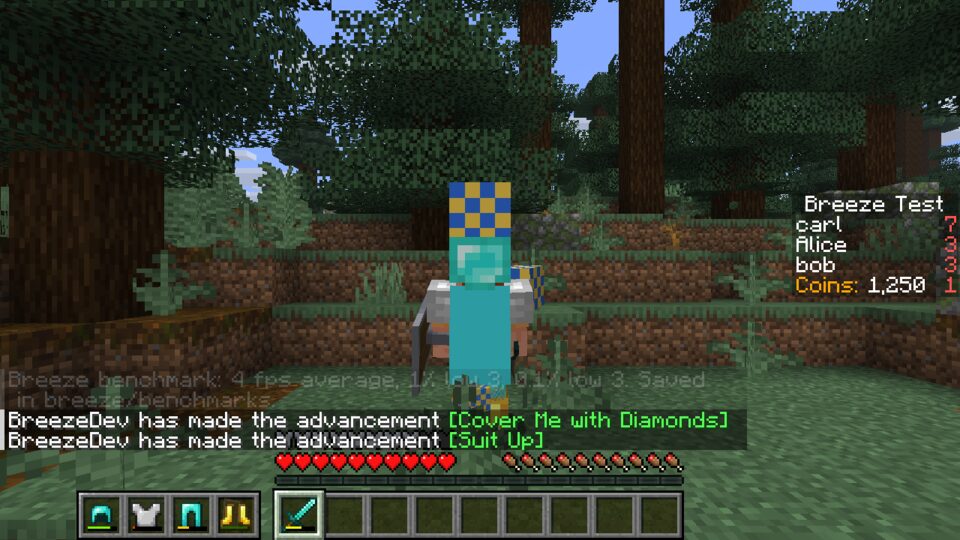 Breeze Test
carl 7
Alice 3
bob 3
Coins: 1,250 1
Breeze benchmark: 4 fps average, 1% low 3, 0.1% low 3. Saved
in breeze/benchmarks
BreezeDev has made the advancement [Cover Me with Diamonds]
BreezeDev has made the advancement [Suit Up]